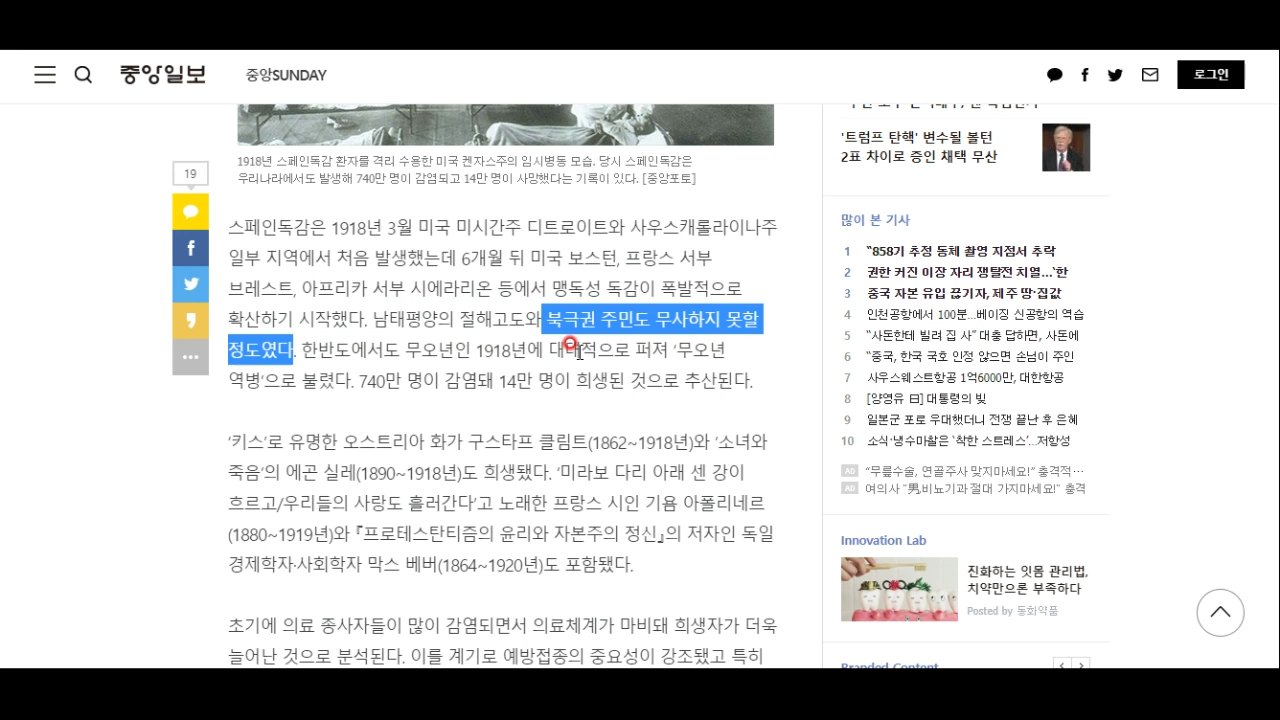 중앙일보
중앙SUNDAY
로그인
1918년 스페인독감 환자를 격리 수용한 미국 켄자스주의 임시병동 모습. 당시 스페인독감은
우리나라에서도 발생해 740만 명이 감염되고 14만 명이 사망했다는 기록이 있다. [중앙포토]
19
스페인독감은 1918년 3월 미국 미시간주 디트로이트와 사우스캐롤라이나주
일부 지역에서 처음 발생했는데 6개월 뒤 미국 보스턴, 프랑스 서부
브레스트, 아프리카 서부 시에라리온 등에서 맹독성 독감이 폭발적으로
확산하기 시작했다. 남태평양의 절해고도와 북극권 주민도 무사하지 못할
정도였다. 한반도에서도 무오년인 1918년에 대대적으로 퍼져 '무오년
역병'으로 불렸다. 740만 명이 감염돼 14만 명이 희생된 것으로 추산된다.
'키스'로 유명한 오스트리아 화가 구스타프 클림트(1862~1918년)와 '소녀와
죽음'의 에곤 실레(1890~1918년)도 희생됐다. '미라보 다리 아래 센 강이
흐르고/우리들의 사랑도 흘러간다'고 노래한 프랑스 시인 기욤 아폴리네르
(1880~1919년)와 『프로테스탄티즘의 윤리와 자본주의 정신』의 저자인 독일
경제학자·사회학자 막스 베버(1864~1920년)도 포함됐다.
초기에 의료 종사자들이 많이 감염되면서 의료체계가 마비돼 희생자가 더욱
늘어난 것으로 분석된다. 이를 계기로 예방접종의 중요성이 강조됐고 특히
'트럼프 탄핵' 변수될 볼턴
2표 차이로 증인 채택 무산
많이 본 기사
1 "858기 추정 동체 촬영 지점서 추락
2 권한 커진 이장 자리 쟁탈전 치열…'한
3 중국 자본 유입 끊기자, 제주 땅·집값
4 인천공항에서 100분…베이징 신공항의 역습
5 "사돈한테 빌려 집 사" 대충 답하면, 사돈에
6 "중국, 한국 국호 인정 않으면 손님이 주인
7 사우스웨스트항공 1억6000만, 대한항공
8 [양영유 曰] 대통령의 빚
9 일본군 포로 우대했더니 전쟁 끝난 후 은혜
10 소식·냉수마찰은 '착한 스트레스'…저항성
AD "무릎수술, 연골주사 맞지마세요!" 충격적…
AD 여의사 "男비뇨기과 절대 가지마세요!" 충격
Innovation Lab
진화하는 잇몸 관리법,
치약만으론 부족하다
Posted by 동화약품
Branded Content